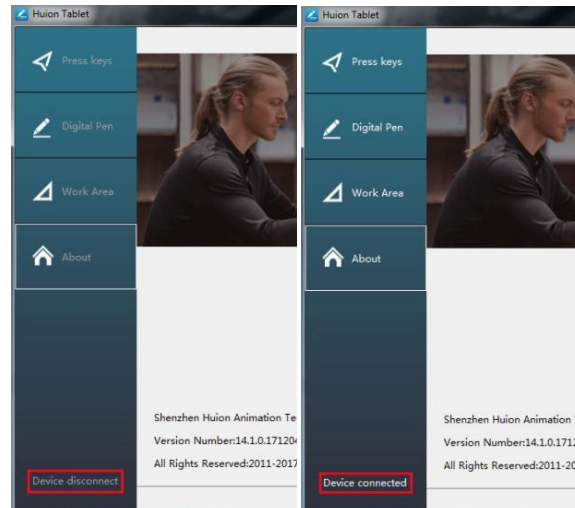 Huion Tablet
Press keys
Digital Pen
Work Area
About
Shenzhen Huion Animation Te
Version Number:14.1.0.171204
All Rights Reserved:2011-2017
Device disconnect
Huion Tablet
Press keys
Digital Pen
Work Area
About
Shenzhen Huion Animation
Version Number:14.1.0.1712
All Rights Reserved:2011-20
Device connected